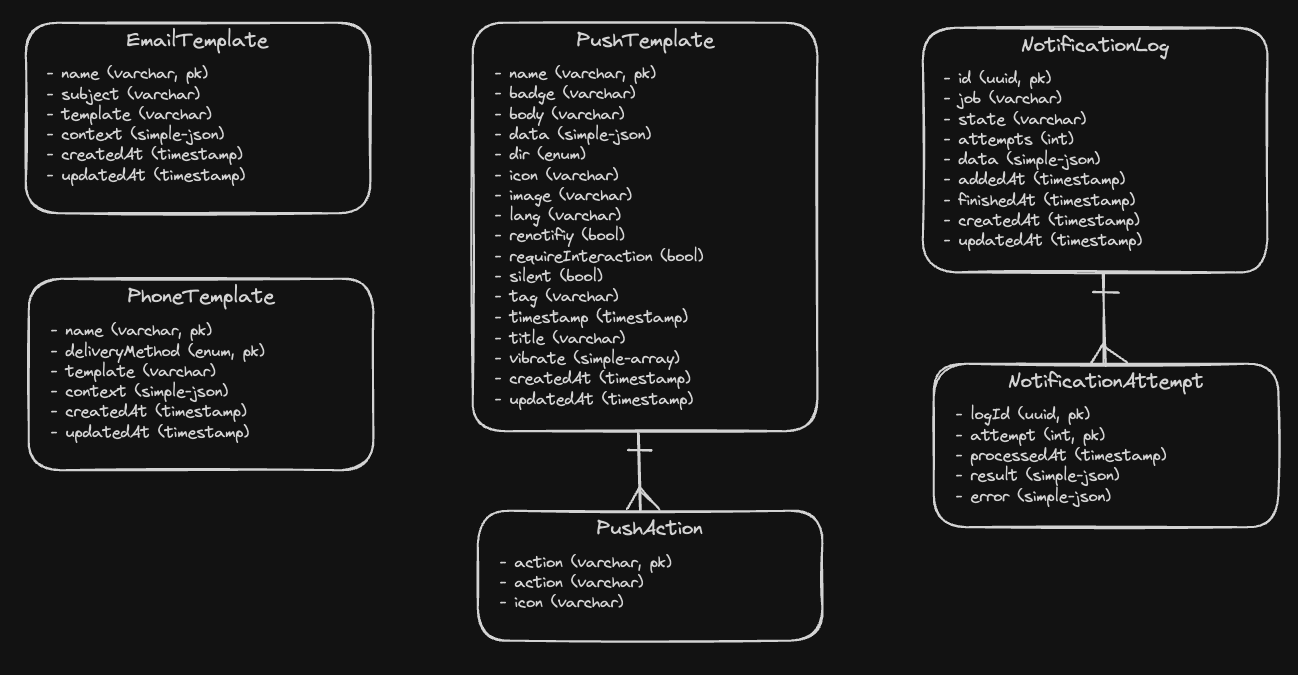 EmailTemplate
- name (varchar, pk)
- subject (varchar)
- template (varchar)
- context (simple-json)
- createdAt (timestamp)
- updatedAt (timestamp)
PhoneTemplate
- name (varchar, pk)
- deliveryMethod (enum, pk)
- template (varchar)
- context (simple-json)
- createdAt (timestamp)
- updatedAt (timestamp)
PushTemplate
- name (varchar, pk)
- badge (varchar)
- body (varchar)
- data (simple-json)
- dir (enum)
- icon (varchar)
- image (varchar)
- lang (varchar)
- renotifiy (bool)
- requireInteraction (bool)
- silent (bool)
- tag (varchar)
- timestamp (timestamp)
- title (varchar)
- vibrate (simple-array)
- createdAt (timestamp)
- updatedAt (timestamp)
PushAction
- action (varchar, pk)
- action (varchar)
- icon (varchar)
NotificationLog
- id (uuid, pk)
- job (varchar)
- state (varchar)
- attempts (int)
- data (simple-json)
- addedAt (timestamp)
- finishedAt (timestamp)
- createdAt (timestamp)
- updatedAt (timestamp)
NotificationAttempt
- logId (uuid, pk)
- attempt (int, pk)
- processedAt (timestamp)
- result (simple-json)
- error (simple-json)